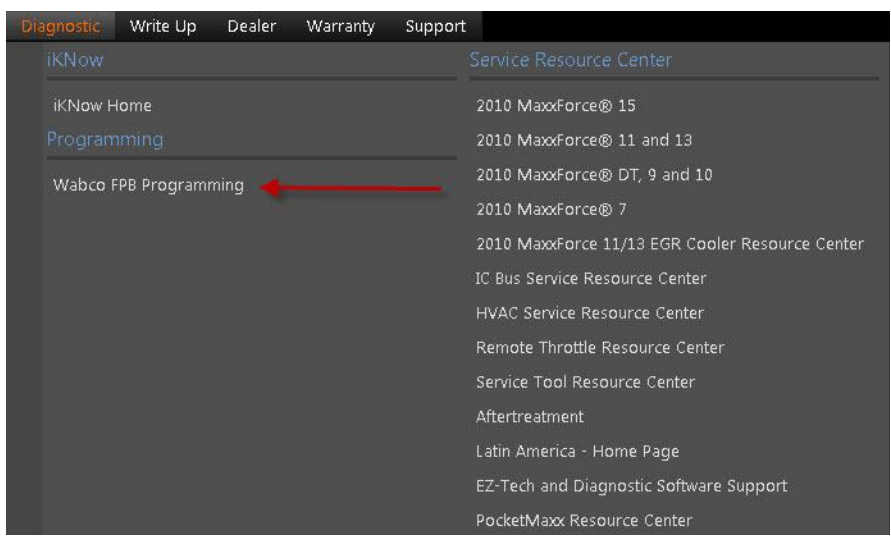 Diagnostic Write Up Dealer Warranty Support
iKNow
iKNow Home
Programming
Wabco FPB Programming
Service Resource Center
2010 MaxxForce® 15
2010 MaxxForce® 11 and 13
2010 MaxxForce® DT, 9 and 10
2010 MaxxForce® 7
2010 MaxxForce 11/13 EGR Cooler Resource Center
IC Bus Service Resource Center
HVAC Service Resource Center
Remote Throttle Resource Center
Service Tool Resource Center
Aftertreatment
Latin America - Home Page
EZ-Tech and Diagnostic Software Support
PocketMaxx Resource Center